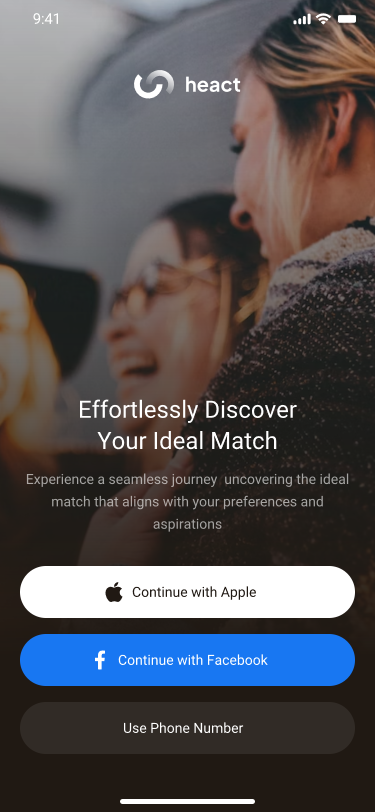 9:41
heact
Effortlessly Discover
Your Ideal Match
Experience a seamless journey uncovering the ideal
match that aligns with your preferences and
aspirations
Continue with Apple
Continue with Facebook
Use Phone Number